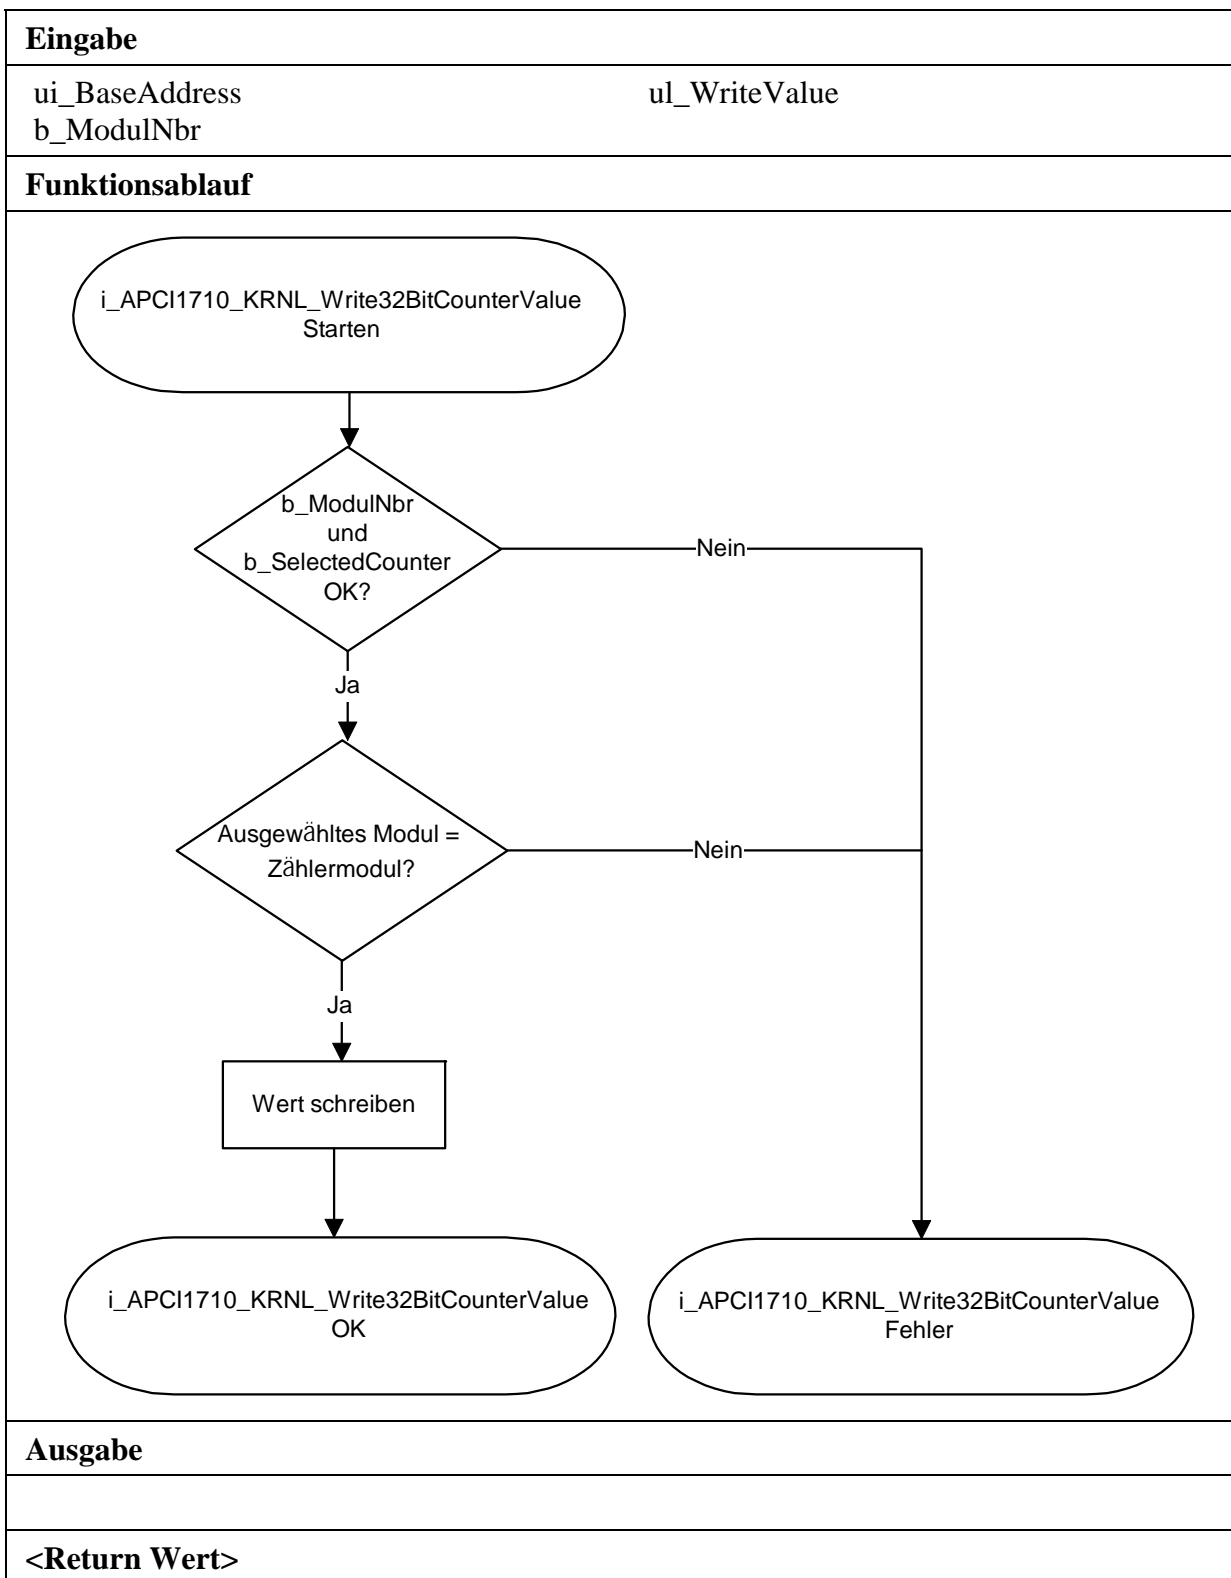 Eingabe
ui_BaseAddress ul_WriteValue
b_ModulNbr
Funktionsablauf
i_APCI1710_KRNL_Write32BitCounterValue
Starten
b_ModulNbr
und
b_SelectedCounter
OK?
Nein
Ja
Ausgewähltes Modul =
Zählermodul?
Nein
Ja
Wert schreiben
i_APCI1710_KRNL_Write32BitCounterValue
OK
i_APCI1710_KRNL_Write32BitCounterValue
Fehler
Ausgabe
<Return Wert>